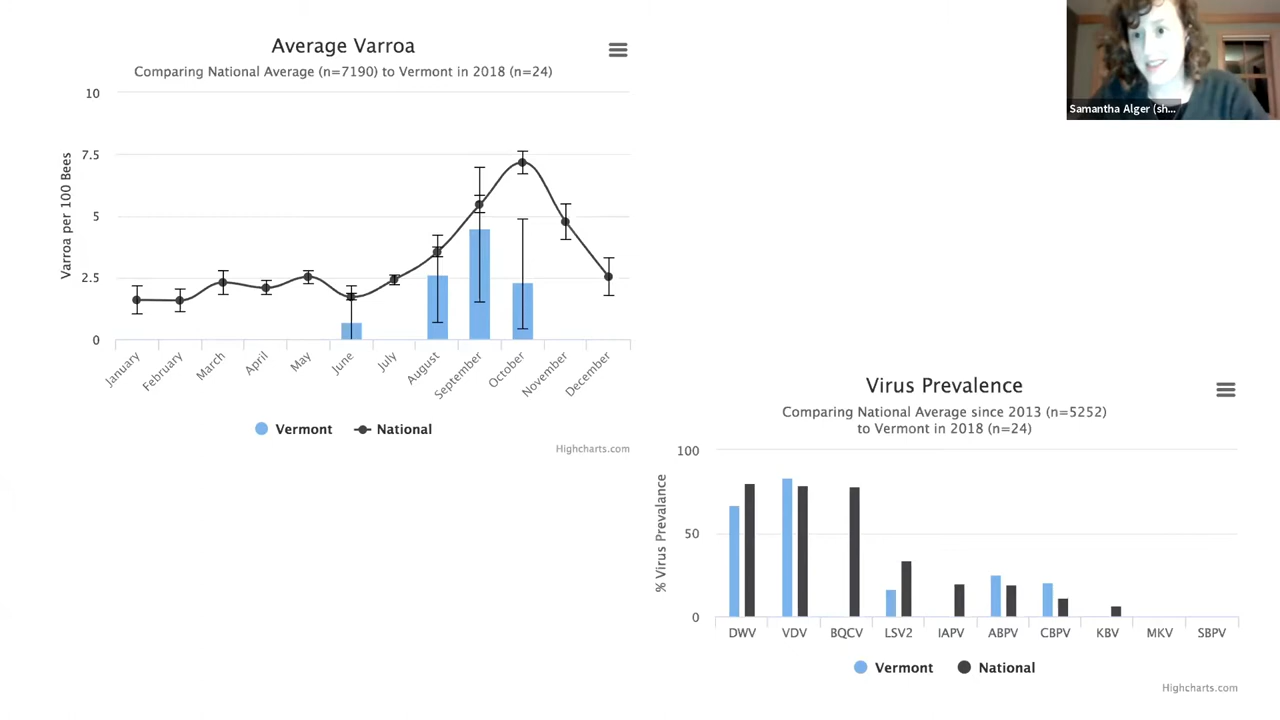 Average Varroa
Comparing National Average (n=7190) to Vermont in 2018 (n=24)
Varroa per 100 Bees
10
7.5
5
2.5
0
January
February
March
April
May
June
July
August
September
October
November
December
Vermont
National
Highcharts.com
Samantha Alger (sh...
Virus Prevalence
Comparing National Average since 2013 (n=5252)
to Vermont in 2018 (n=24)
% Virus Prevalance
100
50
0
DWV
VDV
BQCV
LSV2
IAPV
ABPV
CBPV
KBV
MKV
SBPV
Vermont
National
Highcharts.com